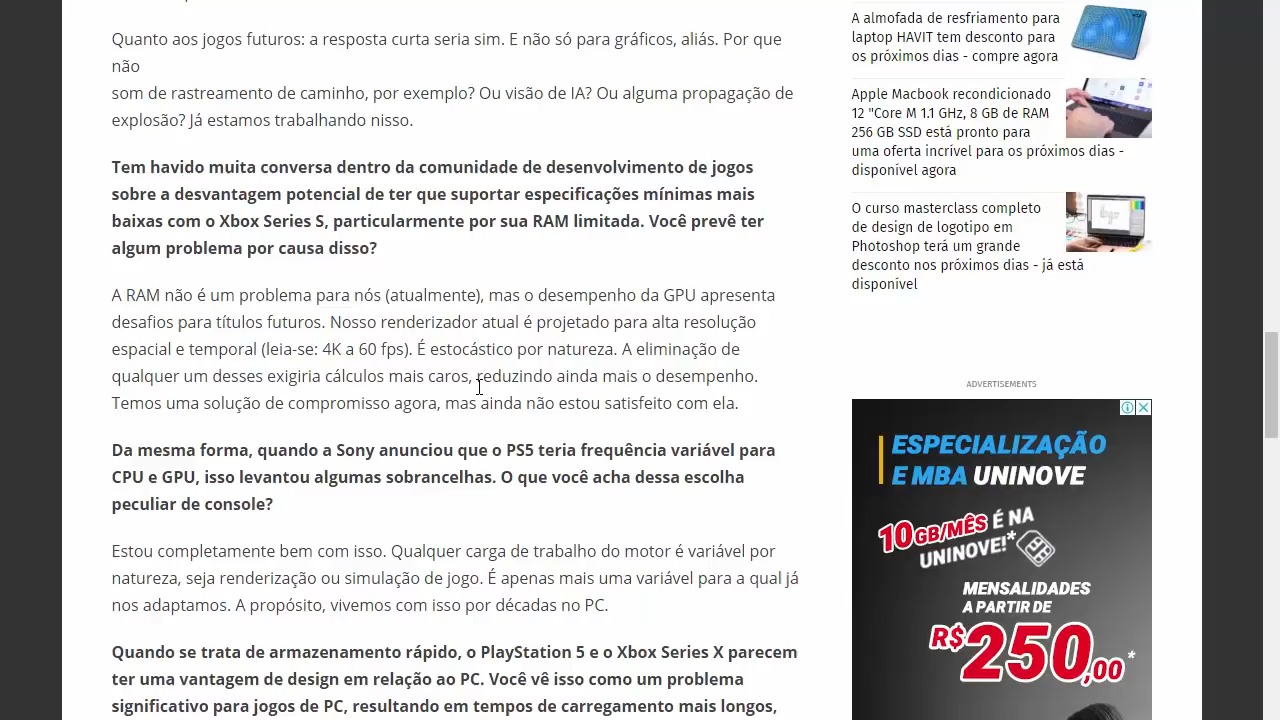 Quanto aos jogos futuros: a resposta curta seria sim. E não só para gráficos, aliás. Por que
não
som de rastreamento de caminho, por exemplo? Ou visão de IA? Ou alguma propagação de
explosão? Já estamos trabalhando nisso.
Tem havido muita conversa dentro da comunidade de desenvolvimento de jogos
sobre a desvantagem potencial de ter que suportar especificações mínimas mais
baixas com o Xbox Series S, particularmente por sua RAM limitada. Você prevê ter
algum problema por causa disso?
A RAM não é um problema para nós (atualmente), mas o desempenho da GPU apresenta
desafios para títulos futuros. Nosso renderizador atual é projetado para alta resolução
espacial e temporal (leia-se: 4K a 60 fps). É estocástico por natureza. A eliminação de
qualquer um desses exigiria cálculos mais caros, reduzindo ainda mais o desempenho.
Temos uma solução de compromisso agora, mas ainda não estou satisfeito com ela.
Da mesma forma, quando a Sony anunciou que o PS5 teria frequência variável para
CPU e GPU, isso levantou algumas sobrancelhas. O que você acha dessa escolha
peculiar de console?
Estou completamente bem com isso. Qualquer carga de trabalho do motor é variável por
natureza, seja renderização ou simulação de jogo. É apenas mais uma variável para a qual já
nos adaptamos. A propósito, vivemos com isso por décadas no PC.
Quando se trata de armazenamento rápido, o PlayStation 5 e o Xbox Series X parecem
ter uma vantagem de design em relação ao PC. Você vê isso como um problema
significativo para jogos de PC, resultando em tempos de carregamento mais longos,
A almofada de resfriamento para
laptop HAVIT tem desconto para
os próximos dias - compre agora
Apple Macbook recondicionado
12 "Core M 1.1 GHz, 8 GB de RAM
256 GB SSD está pronto para
uma oferta incrível para os próximos dias -
disponível agora
O curso masterclass completo
de design de logotipo em
Photoshop terá um grande
desconto nos próximos dias - já está
disponível
ADVERTISEMENTS
ESPECIALIZAÇÃO
E MBA UNINOVE
10GB/MÊS É NA
UNINOVE!*
MENSALIDADES
A PARTIR DE
R$250,00*